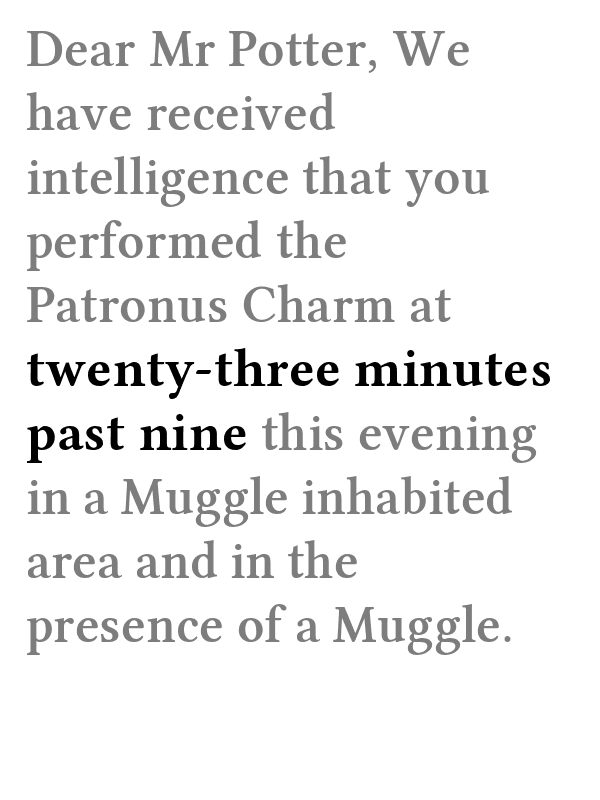 Dear Mr Potter, We
have received
intelligence that you
performed the
Patronus Charm at
twenty-three minutes
past nine this evening
in a Muggle inhabited
area and in the
presence of a Muggle.